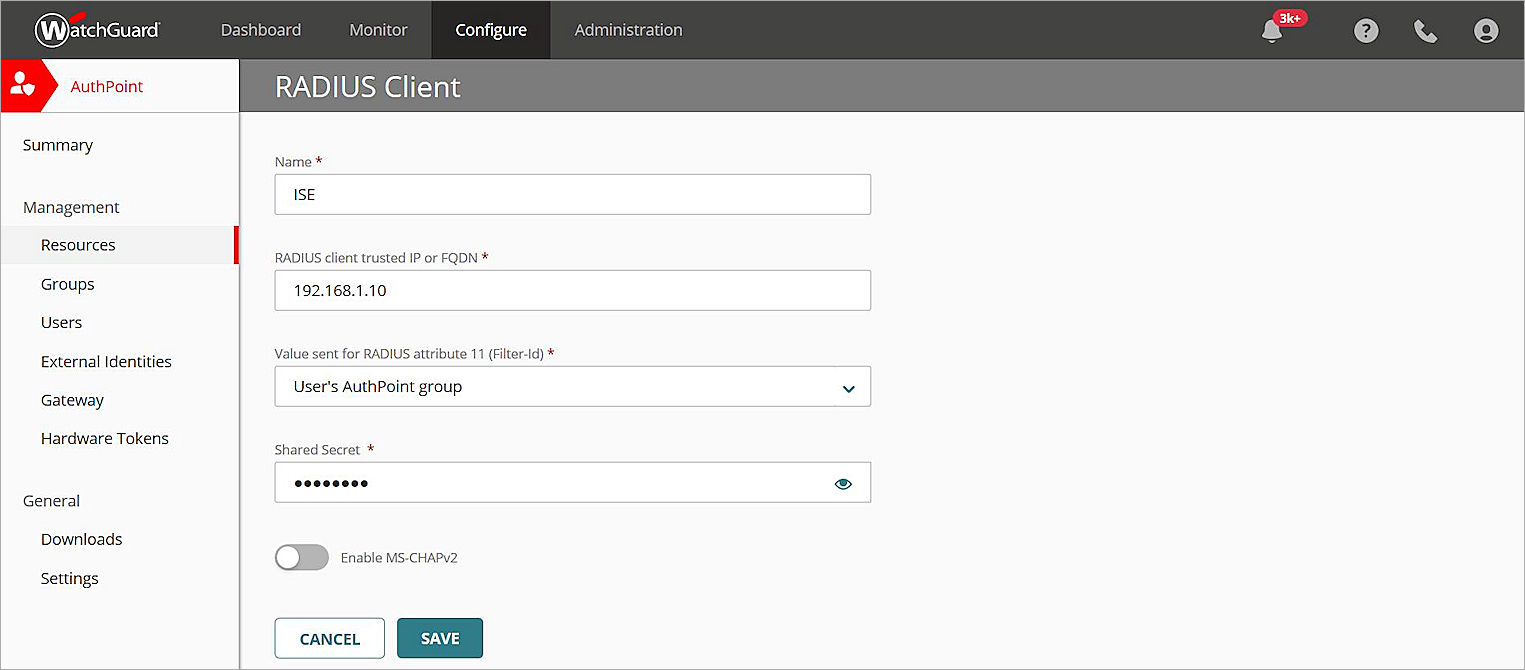 WatchGuard Dashboard Monitor Configure Administration 3k+ ?
AuthPoint
RADIUS Client
Summary
Management
Resources
Groups
Users
External Identities
Gateway
Hardware Tokens
General
Downloads
Settings
Name *
ISE
RADIUS client trusted IP or FQDN *
192.168.1.10
Value sent for RADIUS attribute 11 (Filter-Id) *
User's AuthPoint group
Shared Secret *
••••••••
Enable MS-CHAPv2
CANCEL SAVE